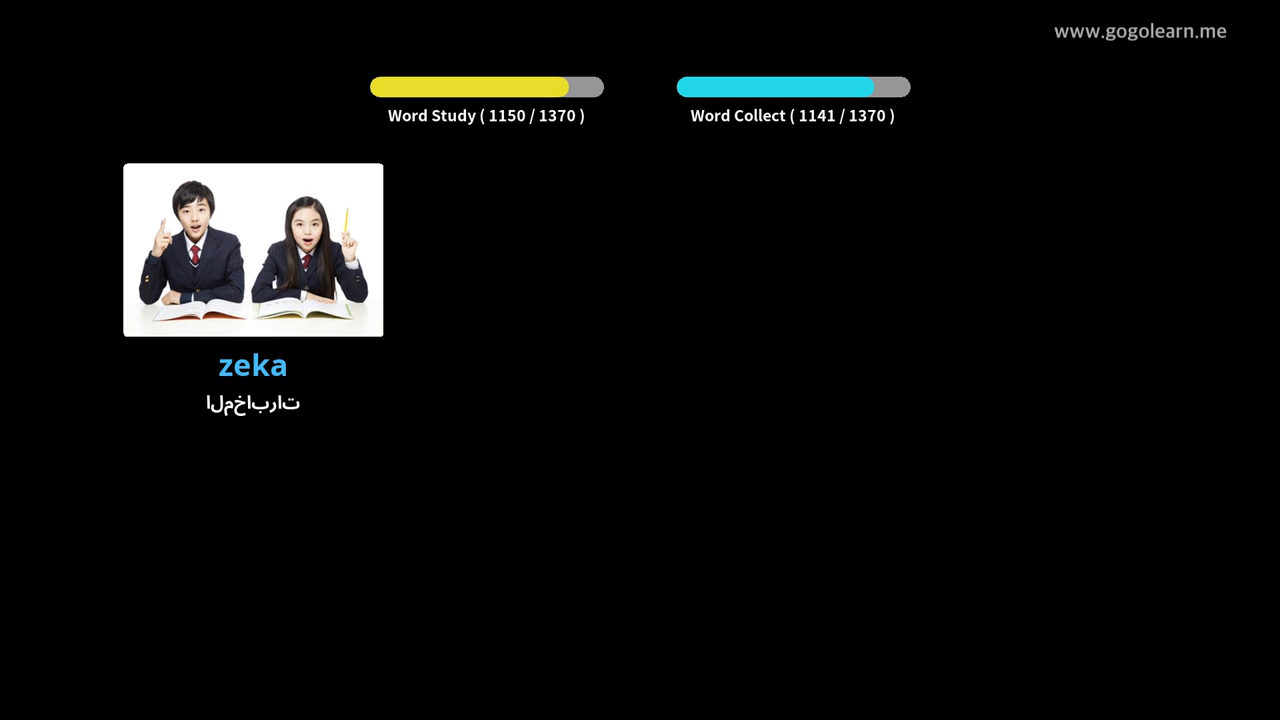 www.gogolearn.me
Word Study ( 1150 / 1370 )
Word Collect ( 1141 / 1370 )
zeka
المخابرات